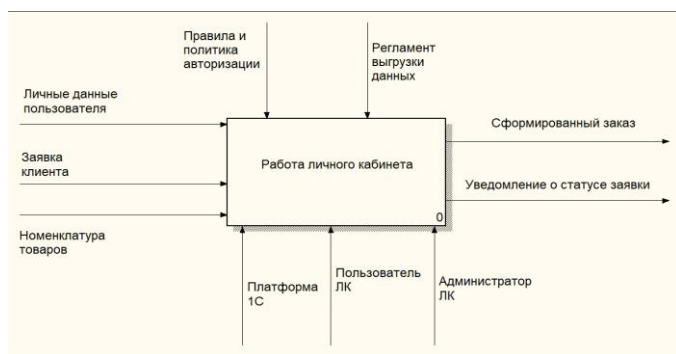 Правила и
политика
авторизации
Регламент
выгрузки
данных
Личные данные
пользователя
Сформированный заказ
Заявка
клиента
Работа личного кабинета
Уведомление о статусе заявки
0
Номенклатура
товаров
Платформа
1С
Пользователь
ЛК
Администратор
ЛК